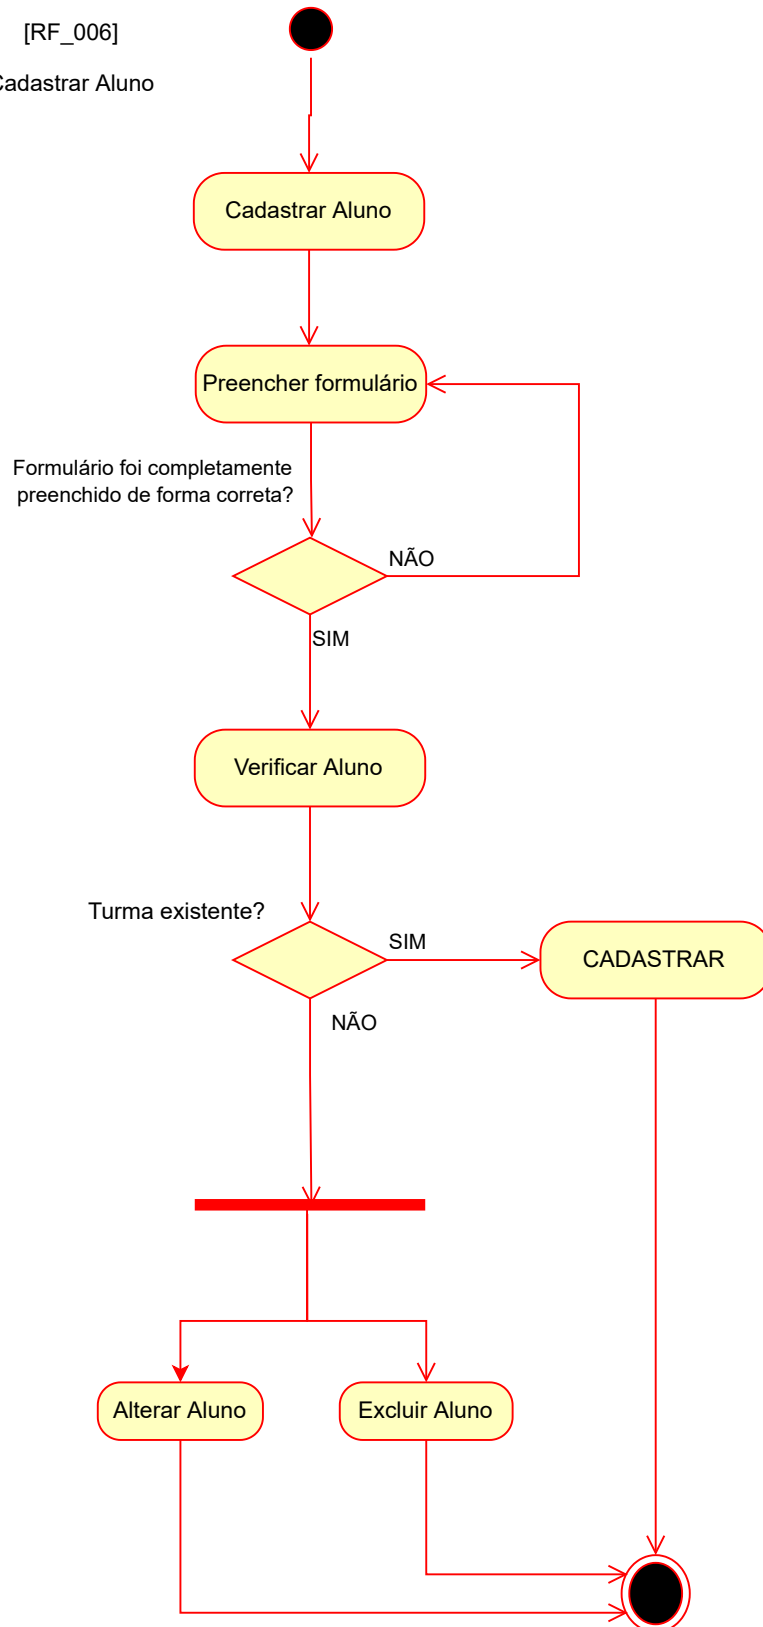 [RF_006]
Cadastrar Aluno
Cadastrar Aluno
Preencher formulário
Formulário foi completamente
preenchido de forma correta?
NÃO
SIM
Verificar Aluno
Turma existente?
SIM
CADASTRAR
NÃO
Alterar Aluno
Excluir Aluno